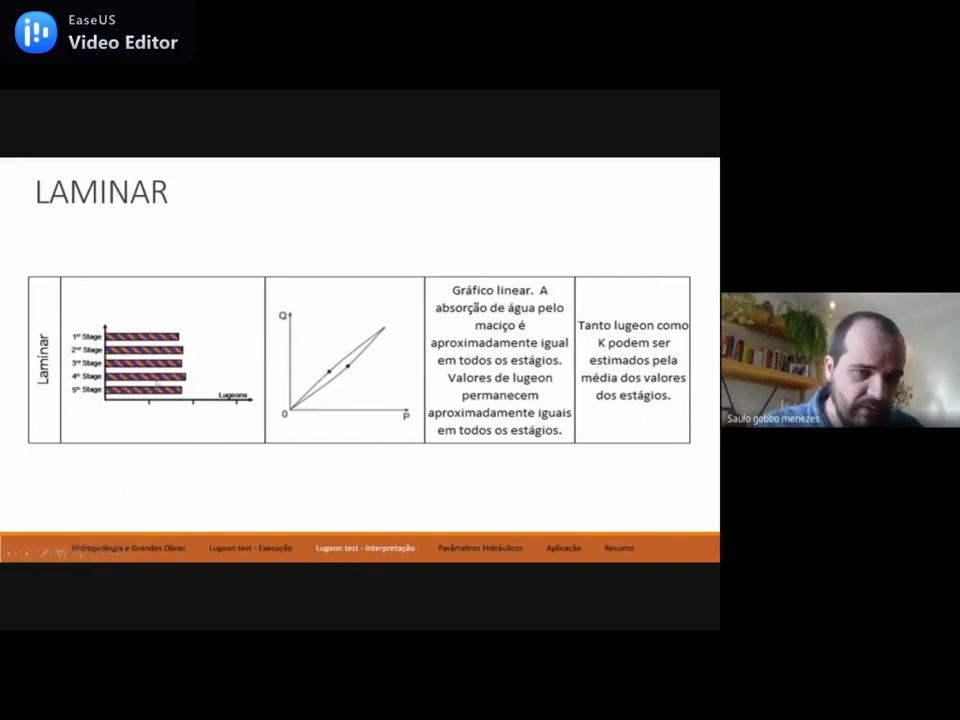 EaseUS
Video Editor
LAMINAR
Laminar
1st Stage
2nd Stage
3rd Stage
4th Stage
5th Stage
Lugeons
Q
0
P
Gráfico linear. A
absorção de água pelo
maciço é
aproximadamente igual
em todos os estágios.
Valores de lugeon
permanecem
aproximadamente iguais
em todos os estágios.
Tanto lugeon como
K podem ser
estimados pela
média dos valores
dos estágios.
Saulo gobbo menezes
Hidrogeologia e Grandes Obras
Lugeon test - Execução
Lugeon test - Interpretação
Parâmetros Hidráulicos
Aplicação
Resumo